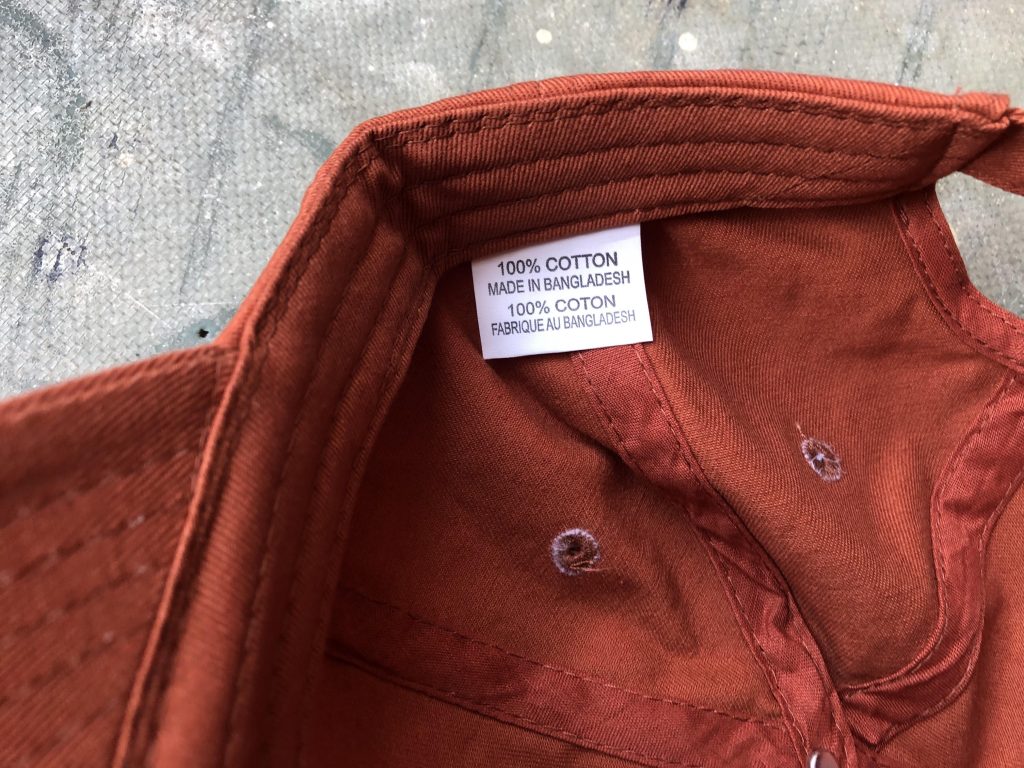 100% COTTON
MADE IN BANGLADESH
100% COTON
FABRIQUE AU BANGLADESH